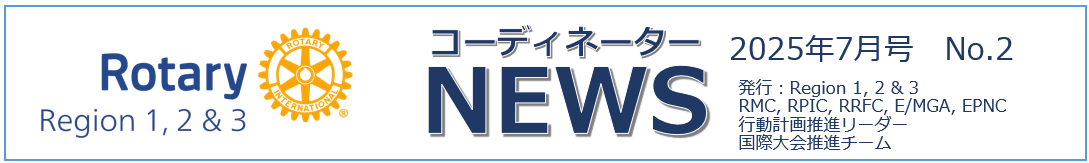 Rotary
ROTARY
INTERNATIONAL
®
Region 1, 2 & 3
コーディネーター
NEWS
2025年7月号 No.2
発行：Region 1, 2 & 3
RMC, RPIC, RRFC, E/MGA, EPNC
行動計画推進リーダー
国際大会推進チーム